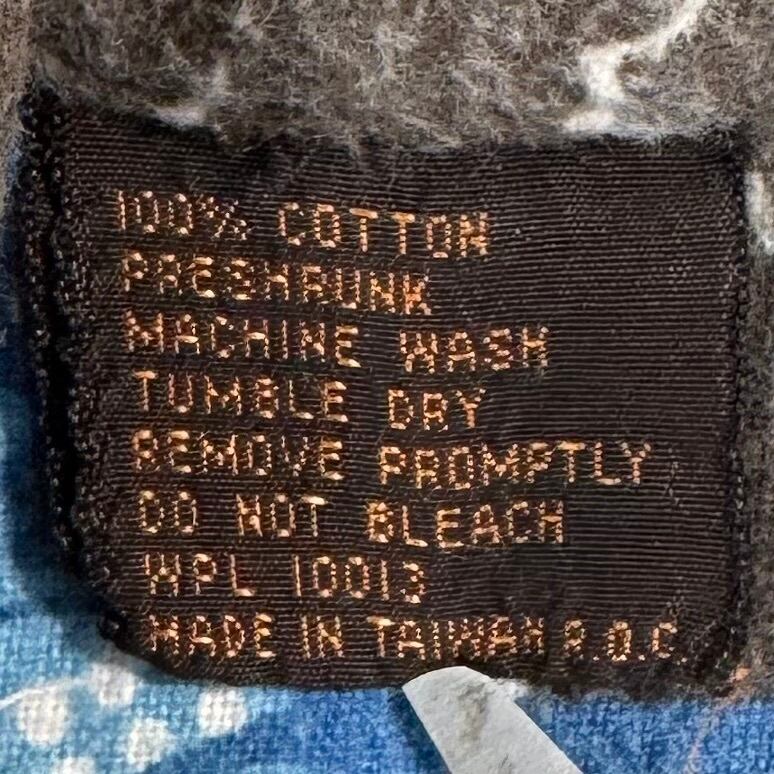 100% COTTON
PRESHRUNK
MACHINE WASH
TUMBLE DRY
REMOVE PROMPTLY
DO NOT BLEACH
WPL 10013
MADE IN TAIWAN R.O.C.